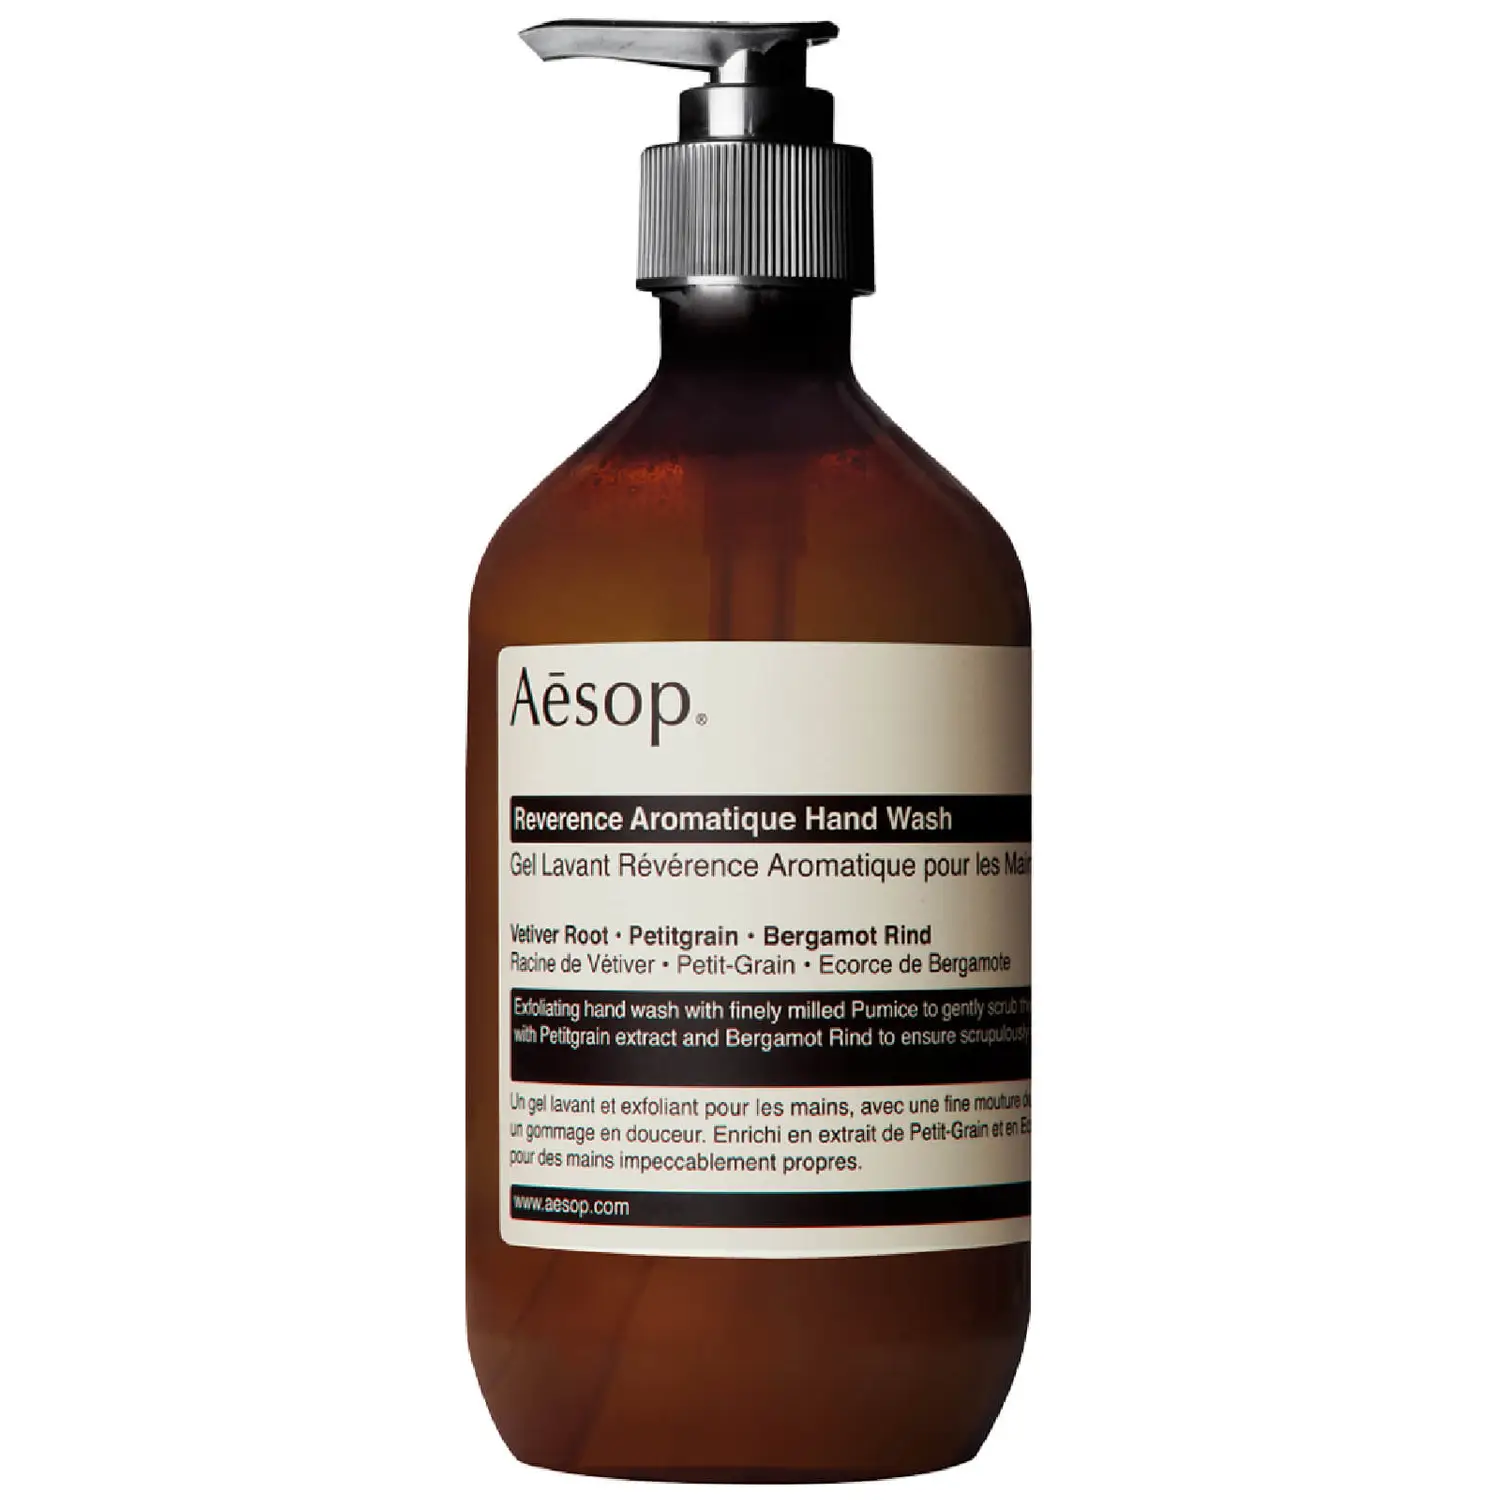 Aēsop.®
Reverence Aromatique Hand Wash
Gel Lavant Révérence Aromatique pour les
Vetiver Root • Petitgrain • Bergamot Rind
Racine de Vétiver • Petit-Grain • Ecorce de Bergamote
Exfoliating hand wash with finely milled Pumice to gently scrub
with Petitgrain extract and Bergamot Rind to ensure scrupulously
Un gel lavant et exfoliant pour les mains, avec une fine mouture
un gommage en douceur. Enrichi en extrait de Petit-Grain et en
pour des mains impeccablement propres.
www.aesop.com